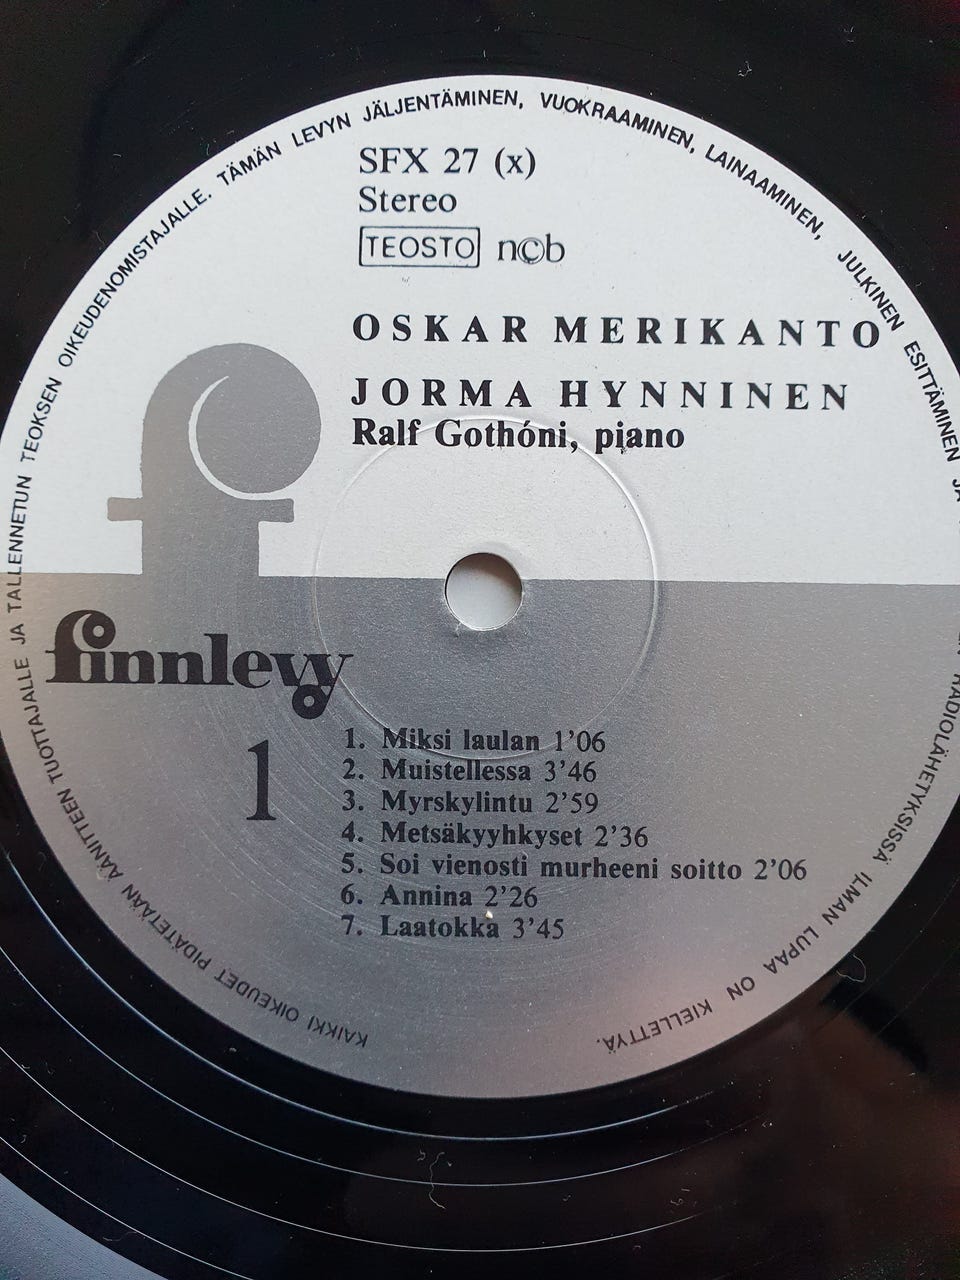 SFX 27 (x)
Stereo
TEOSTO n©b
OSKAR MERIKANTO
JORMA HYNNINEN
Ralf Gothóni, piano
finnlevy
1
1. Miksi laulan 1'06
2. Muistellessa 3'46
3. Myrskylintu 2'59
4. Metsäkyyhkyset 2'36
5. Soi vienosti murheeni soitto 2'06
6. Annina 2'26
7. Laatokka 3'45
KAIKKI OIKEUDET PIDÄTETÄÄN ÄÄNITTEEN TUOTTAJALLE JA TALLENNETUN TEOKSEN OIKEUDENOMISTAJALLE. TÄMÄN LEVYN JÄLJENTÄMINEN, VUOKRAAMINEN, LAINAAMINEN, JULKINEN ESITTÄMINEN JA RADIOLÄHETYKSISSÄ ILMAN LUPAA ON KIELLETTYÄ.